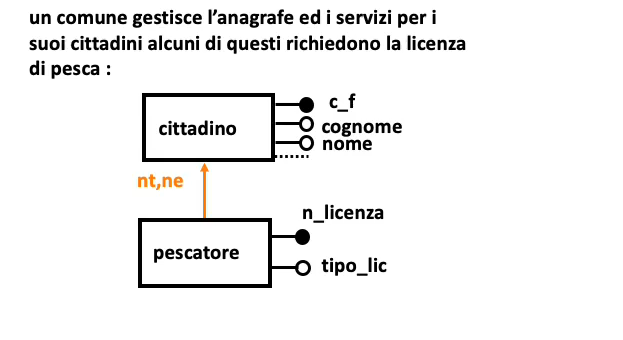 un comune gestisce l’anagrafe ed i servizi per i
suoi cittadini alcuni di questi richiedono la licenza
di pesca :
cittadino
c_f
cognome
nome
nt,ne
pescatore
n_licenza
tipo_lic